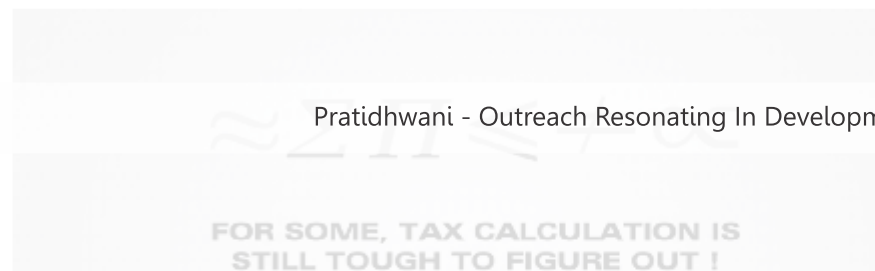 Pratidhwani - Outreach Resonating In Developm
FOR SOME, TAX CALCULATION IS
STILL TOUGH TO FIGURE OUT !